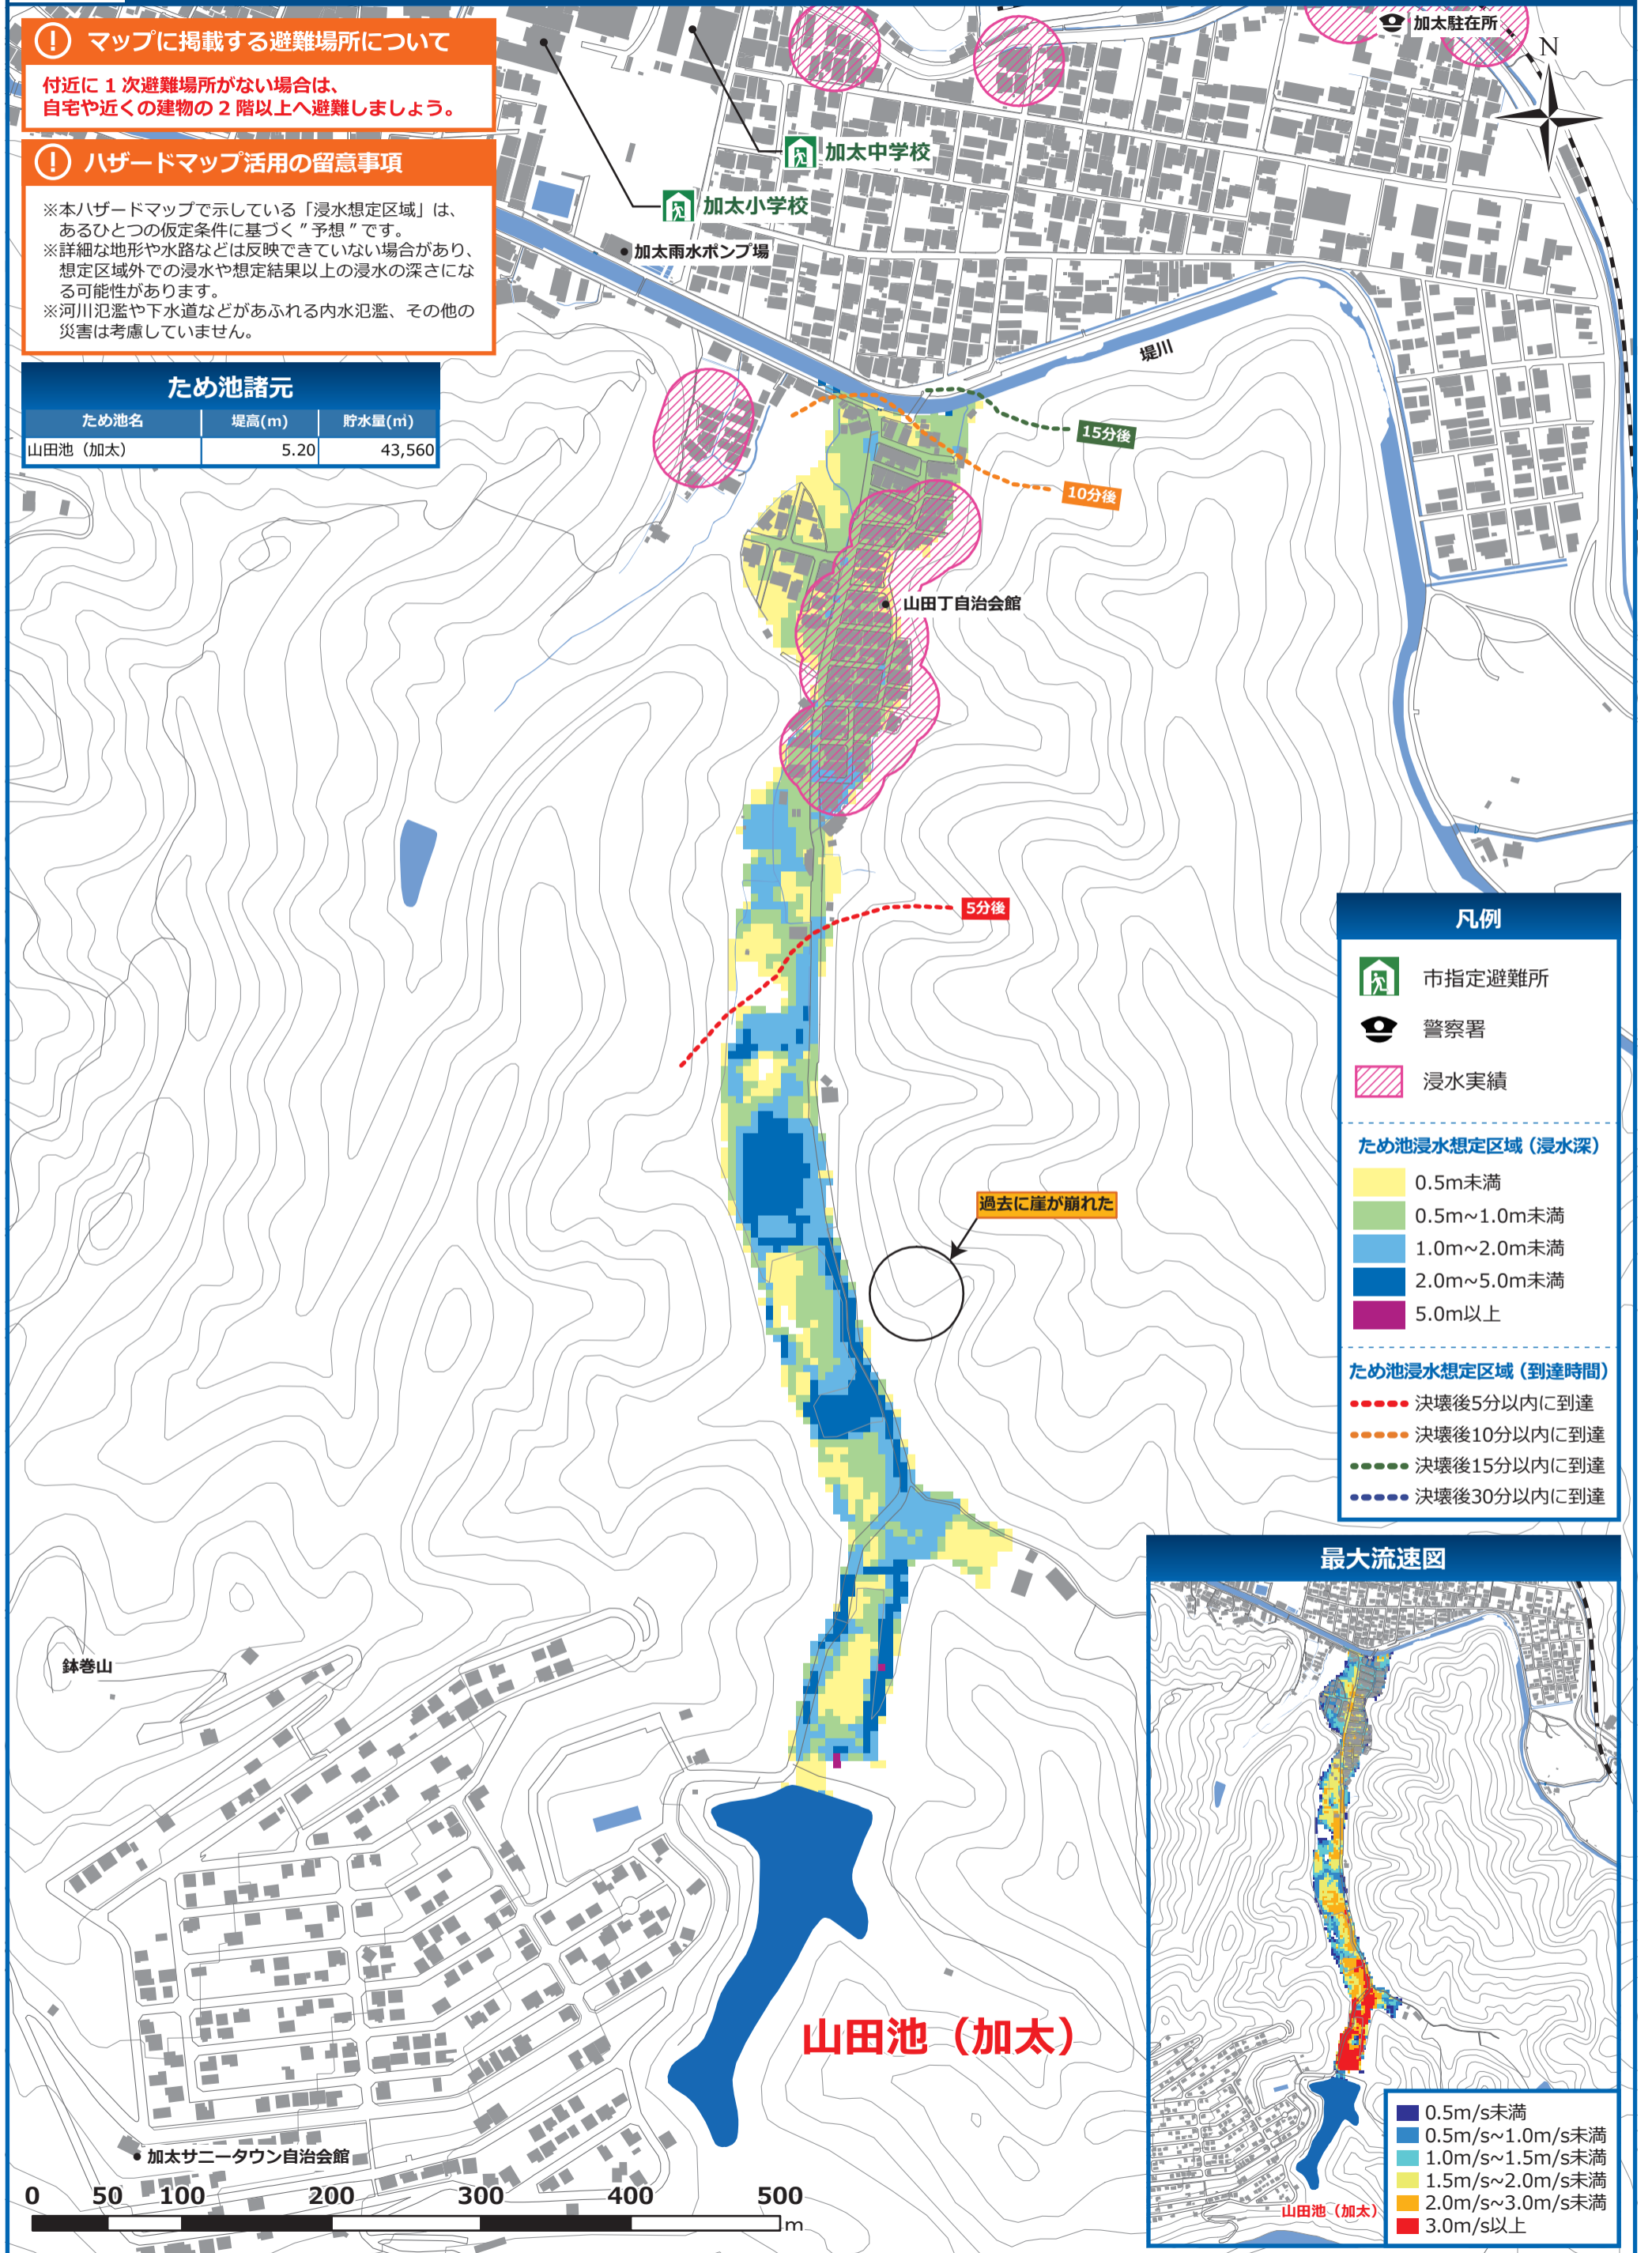 マップに掲載する避難場所について
付近に1次避難場所がない場合は、
自宅や近くの建物の2階以上へ避難しましょう。
ハザードマップ活用の留意事項
※本ハザードマップで示している「浸水想定区域」は、
あるひとつの仮定条件に基づく”予想”です。
※詳細な地形や水路などは反映できていない場合があり、
想定区域外での浸水や想定結果以上の浸水の深さにな
る可能性があります。
※河川氾濫や下水道などがあふれる内水氾濫、その他の
災害は考慮していません。
ため池諸元
ため池名 堤高(m) 貯水量(㎥)
山田池（加太） 5.20 43,560
加太駐在所
N
加太中学校
加太小学校
加太雨水ポンプ場
堤川
15分後
10分後
山田丁自治会館
5分後
過去に崖が崩れた
鉢巻山
山田池（加太）
加太サニータウン自治会館
0 50 100 200 300 400 500
m
凡例
市指定避難所
警察署
浸水実績
ため池浸水想定区域（浸水深）
0.5m未満
0.5m~1.0m未満
1.0m~2.0m未満
2.0m~5.0m未満
5.0m以上
ため池浸水想定区域（到達時間）
決壊後5分以内に到達
決壊後10分以内に到達
決壊後15分以内に到達
決壊後30分以内に到達
最大流速図
山田池（加太）
0.5m/s未満
0.5m/s~1.0m/s未満
1.0m/s~1.5m/s未満
1.5m/s~2.0m/s未満
2.0m/s~3.0m/s未満
3.0m/s以上